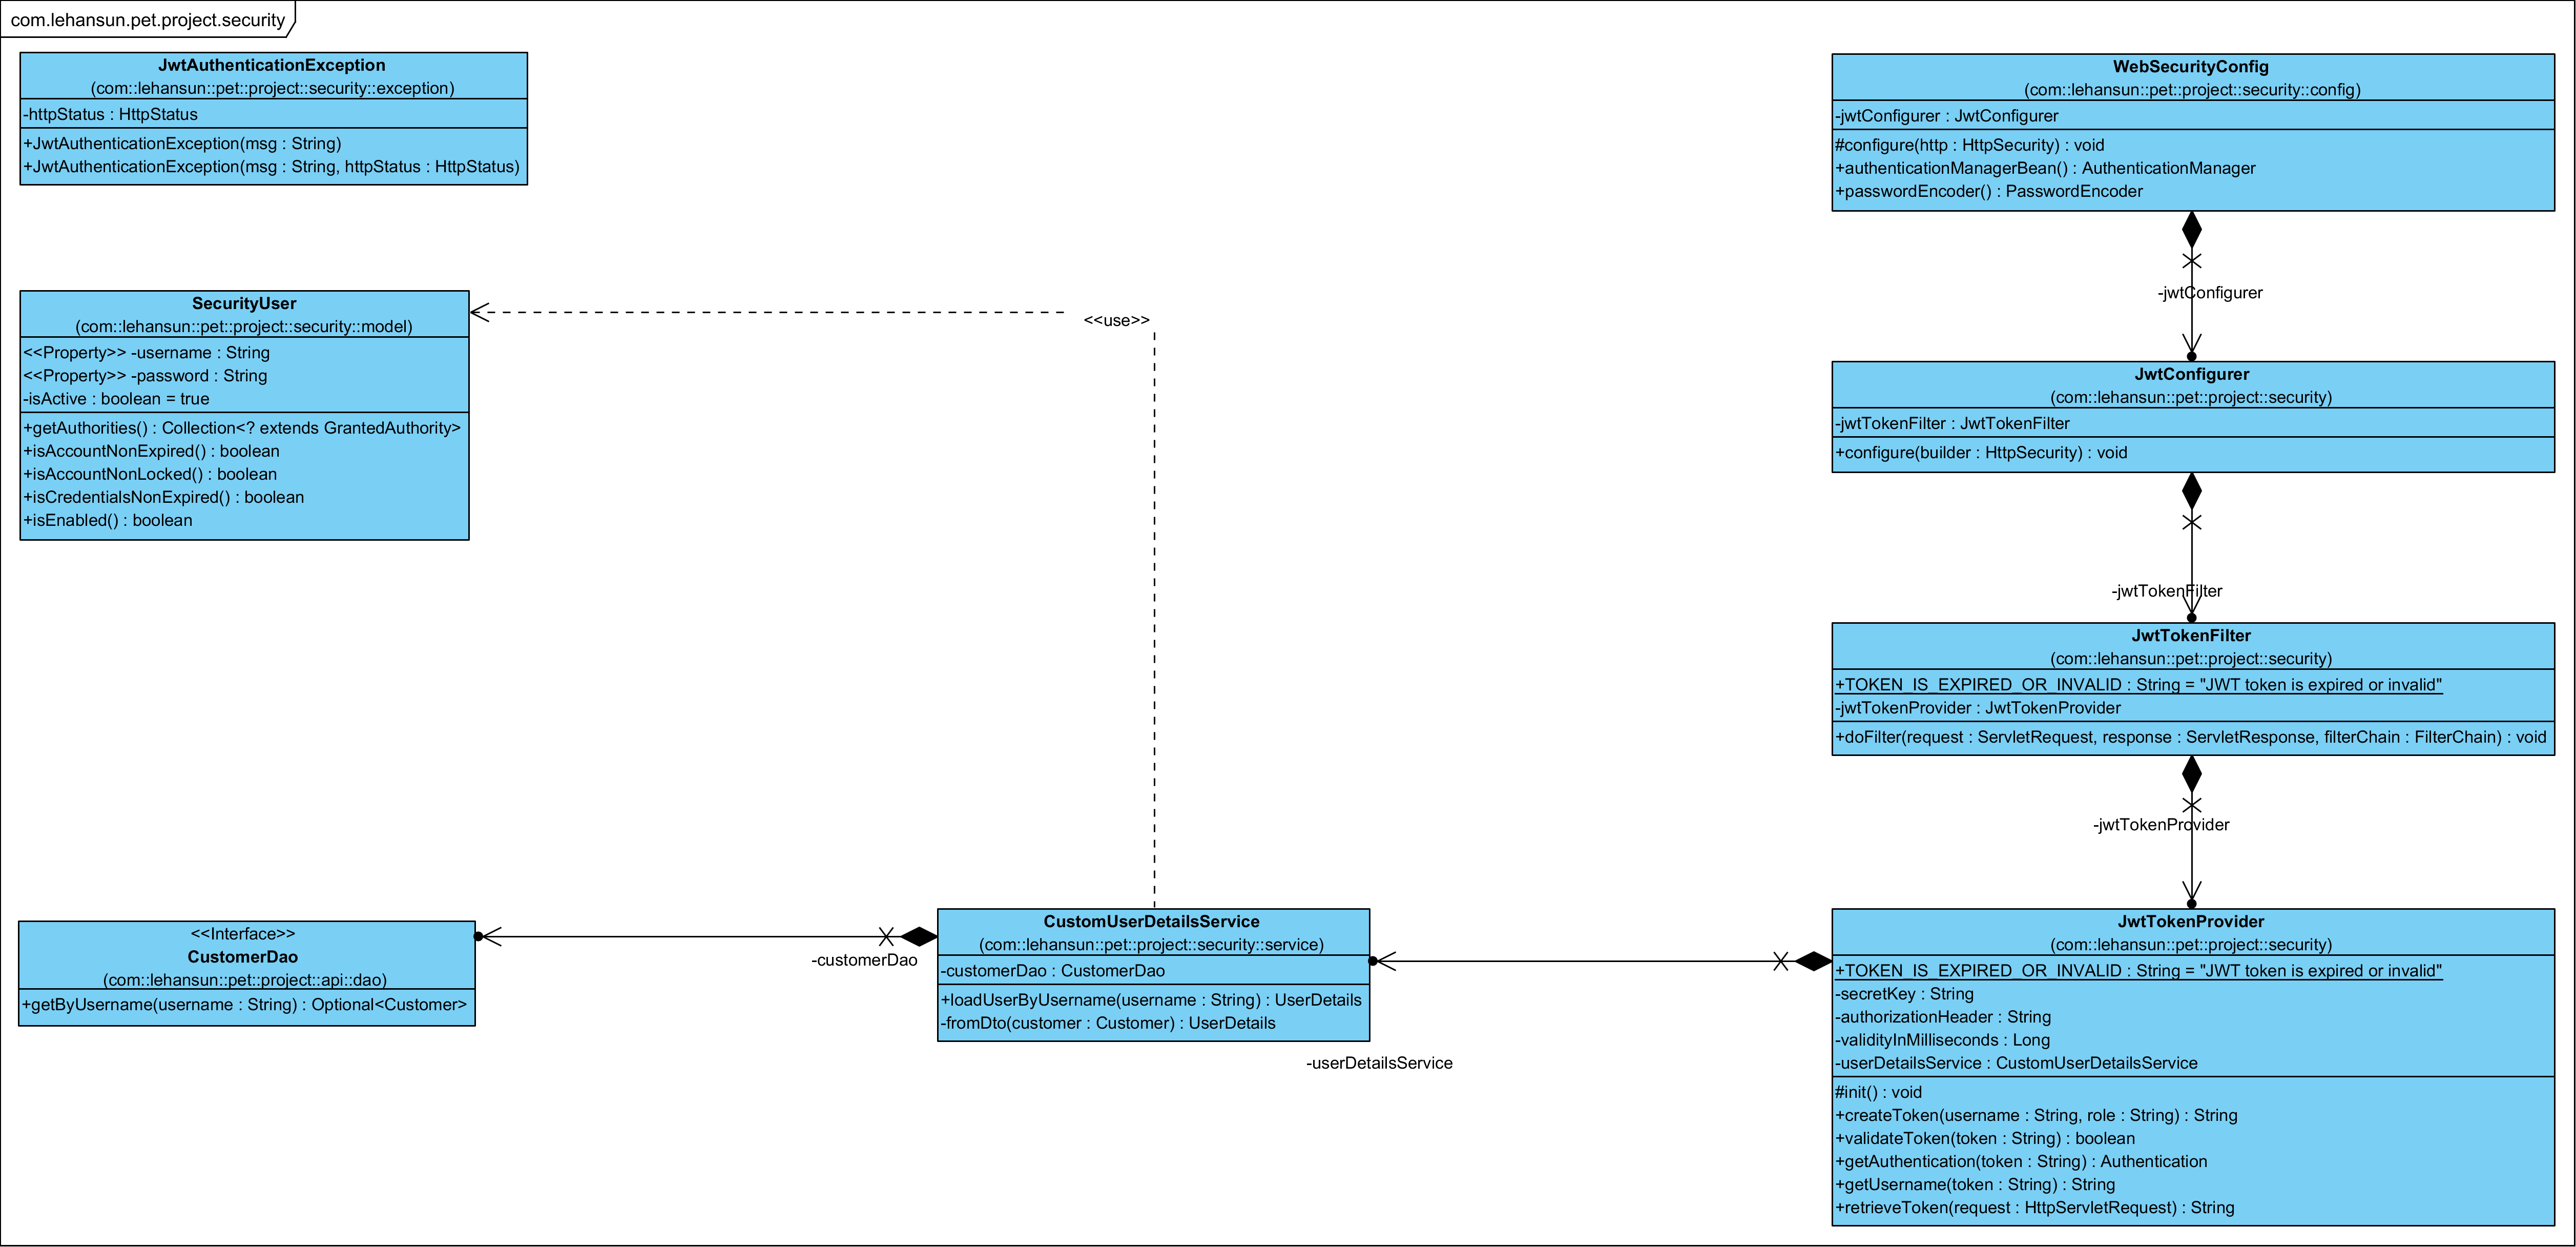 com.lehansun.pet.project.security
JwtAuthenticationException
(com::lehansun::pet::project::security::exception)
-httpStatus : HttpStatus
+JwtAuthenticationException(msg : String)
+JwtAuthenticationException(msg : String, httpStatus : HttpStatus)
WebSecurityConfig
(com::lehansun::pet::project::security::config)
-jwtConfigurer : JwtConfigurer
#configure(http : HttpSecurity) : void
+authenticationManagerBean() : AuthenticationManager
+passwordEncoder() : PasswordEncoder
-jwtConfigurer
SecurityUser
(com::lehansun::pet::project::security::model)
<<Property>> -username : String
<<Property>> -password : String
-isActive : boolean = true
+getAuthorities() : Collection<? extends GrantedAuthority>
+isAccountNonExpired() : boolean
+isAccountNonLocked() : boolean
+isCredentialsNonExpired() : boolean
+isEnabled() : boolean
<<use>>
JwtConfigurer
(com::lehansun::pet::project::security)
-jwtTokenFilter : JwtTokenFilter
+configure(builder : HttpSecurity) : void
-jwtTokenFilter
JwtTokenFilter
(com::lehansun::pet::project::security)
+TOKEN_IS_EXPIRED_OR_INVALID : String = "JWT token is expired or invalid"
-jwtTokenProvider : JwtTokenProvider
+doFilter(request : ServletRequest, response : ServletResponse, filterChain : FilterChain) : void
-jwtTokenProvider
<<Interface>>
CustomerDao
(com::lehansun::pet::project::api::dao)
+getByUsername(username : String) : Optional<Customer>
-customerDao
CustomUserDetailsService
(com::lehansun::pet::project::security::service)
-customerDao : CustomerDao
+loadUserByUsername(username : String) : UserDetails
-fromDto(customer : Customer) : UserDetails
-userDetailsService
JwtTokenProvider
(com::lehansun::pet::project::security)
+TOKEN_IS_EXPIRED_OR_INVALID : String = "JWT token is expired or invalid"
-secretKey : String
-authorizationHeader : String
-validityInMilliseconds : Long
-userDetailsService : CustomUserDetailsService
#init() : void
+createToken(username : String, role : String) : String
+validateToken(token : String) : boolean
+getAuthentication(token : String) : Authentication
+getUsername(token : String) : String
+retrieveToken(request : HttpServletRequest) : String